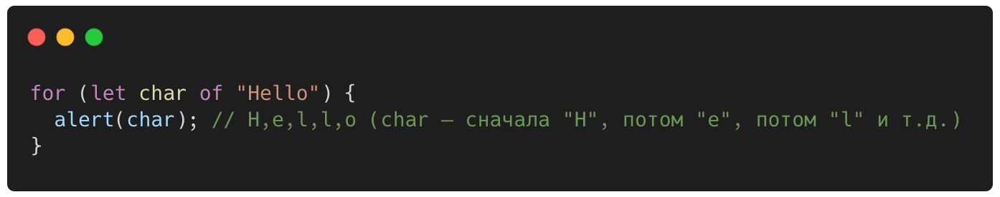 for (let char of "Hello") {
  alert(char); // H,e,l,l,o (char – сначала "H", потом "e", потом "l" и т.д.)
}